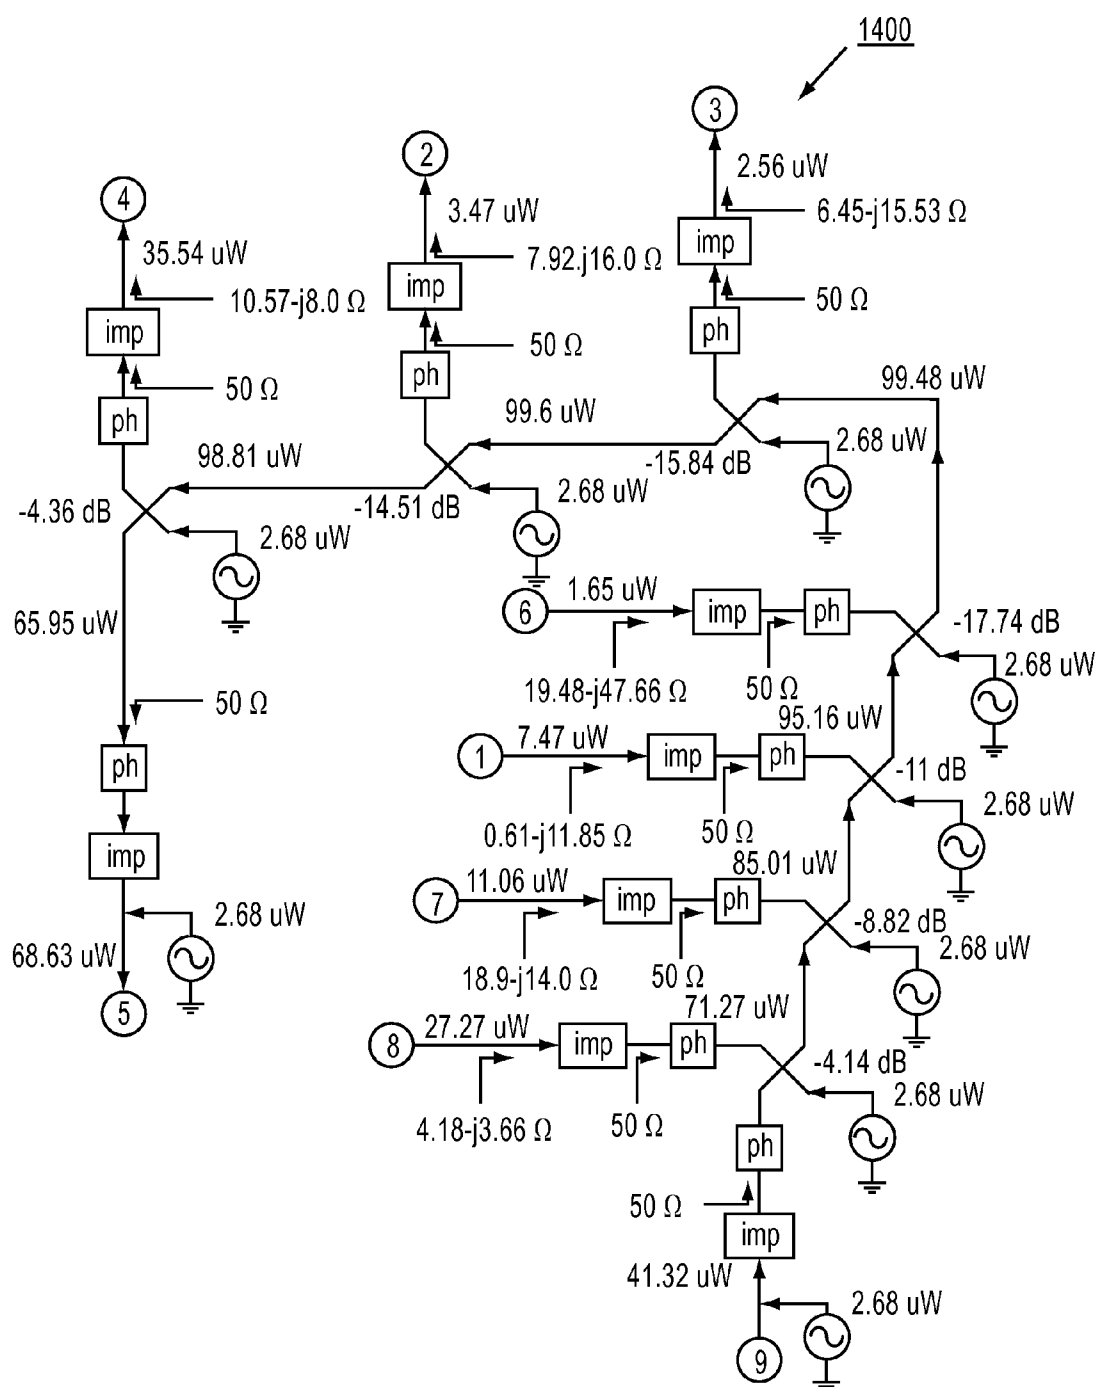 1400
3
2.56 uW
6.45-j15.53 Ω
imp
50 Ω
ph
2
3.47 uW
7.92.j16.0 Ω
imp
50 Ω
ph
4
35.54 uW
10.57-j8.0 Ω
imp
50 Ω
ph
99.48 uW
99.6 uW
2.68 uW
-15.84 dB
98.81 uW
2.68 uW
-14.51 dB
-4.36 dB
2.68 uW
65.95 uW
50 Ω
ph
imp
2.68 uW
68.63 uW
5
6
1.65 uW
imp
ph
-17.74 dB
2.68 uW
19.48-j47.66 Ω
50 Ω
95.16 uW
1
7.47 uW
imp
ph
-11 dB
2.68 uW
0.61-j11.85 Ω
50 Ω
85.01 uW
7
11.06 uW
imp
ph
-8.82 dB
2.68 uW
18.9-j14.0 Ω
50 Ω
71.27 uW
8
27.27 uW
imp
ph
-4.14 dB
2.68 uW
4.18-j3.66 Ω
50 Ω
ph
50 Ω
imp
41.32 uW
2.68 uW
9